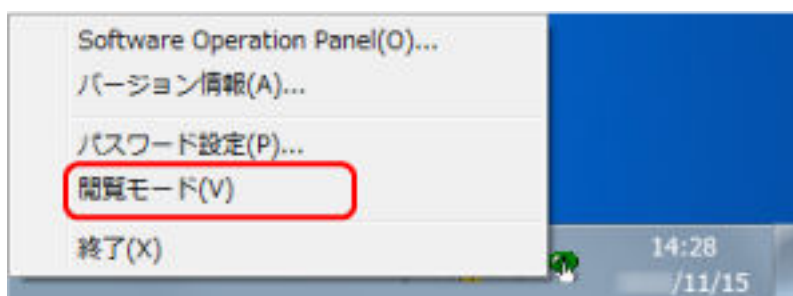 Software Operation Panel(O)...
バージョン情報(A)...
パスワード設定(P)...
閲覧モード(V)
終了(X)
14:28
/11/15